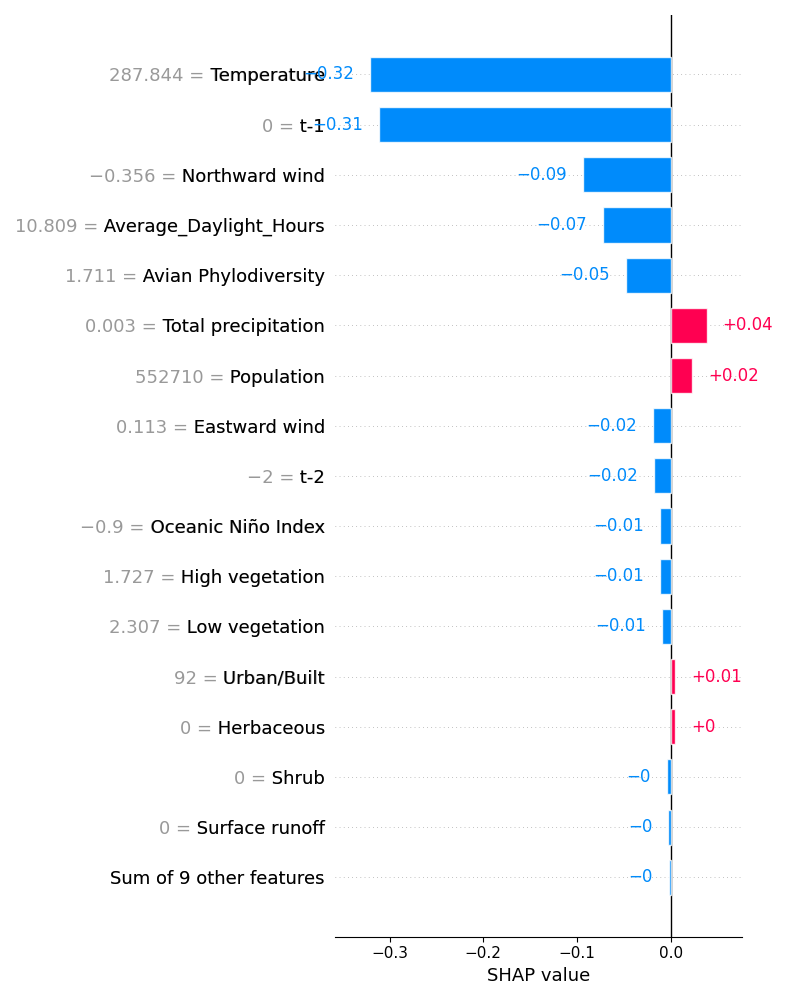 287.844 = Temperature −0.32
0 = t-1 −0.31
−0.356 = Northward wind −0.09
10.809 = Average_Daylight_Hours −0.07
1.711 = Avian Phylodiversity −0.05
0.003 = Total precipitation +0.04
552710 = Population +0.02
0.113 = Eastward wind −0.02
−2 = t-2 −0.02
−0.9 = Oceanic Niño Index −0.01
1.727 = High vegetation −0.01
2.307 = Low vegetation −0.01
92 = Urban/Built +0.01
0 = Herbaceous +0
0 = Shrub −0
0 = Surface runoff −0
Sum of 9 other features −0
−0.3 −0.2 −0.1 0.0
SHAP value